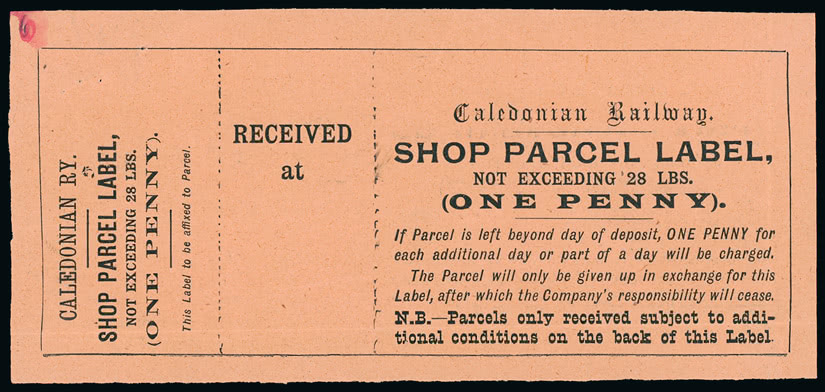 CALEDONIAN RY.
SHOP PARCEL LABEL,
NOT EXCEEDING 28 LBS.
(ONE PENNY).
This Label to be affixed to Parcel.
RECEIVED
at
Caledonian Railway.
SHOP PARCEL LABEL,
NOT EXCEEDING 28 LBS.
(ONE PENNY).
If Parcel is left beyond day of deposit, ONE PENNY for
each additional day or part of a day will be charged.
The Parcel will only be given up in exchange for this
Label, after which the Company's responsibility will cease.
N.B.—Parcels only received subject to addi-
tional conditions on the back of this Label